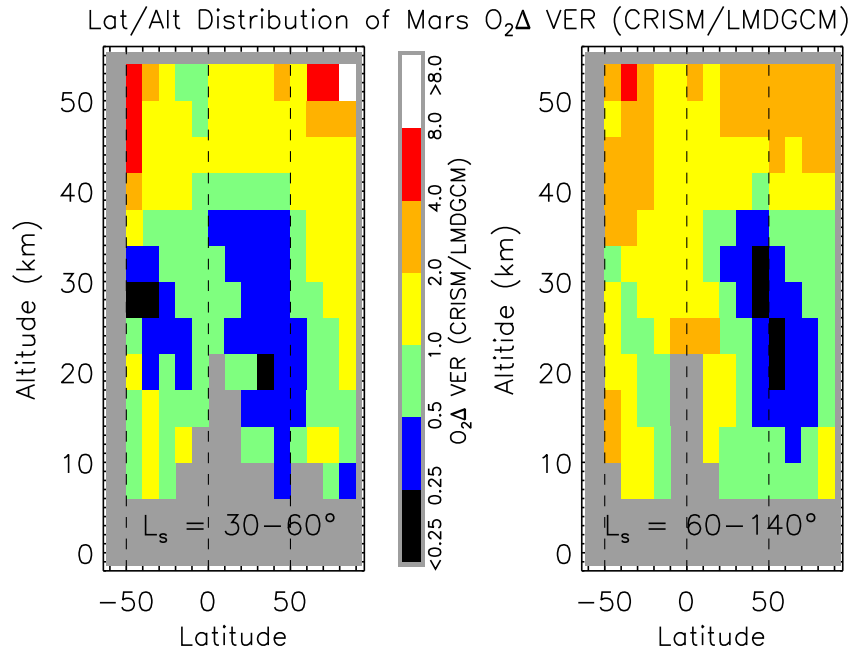 Lat/Alt Distribution of Mars O₂Δ VER (CRISM/LMDGCM)
Altitude (km)
50
40
30
20
10
0
L_s = 30−60°
−50 0 50
Latitude
>8.0
8.0
4.0
2.0
1.0
0.5
0.25
<0.25
O₂Δ VER (CRISM/LMDGCM)
Altitide (km)
50
40
30
20
10
0
L_s = 60−140°
−50 0 50
Latitude